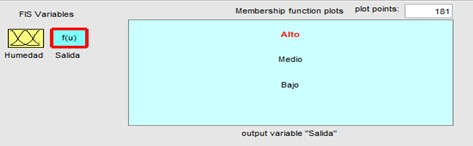 FIS Variables
Membership function plots plot points: 181
f(u)
Humedad Salida
Alto
Medio
Bajo
output variable "Salida"